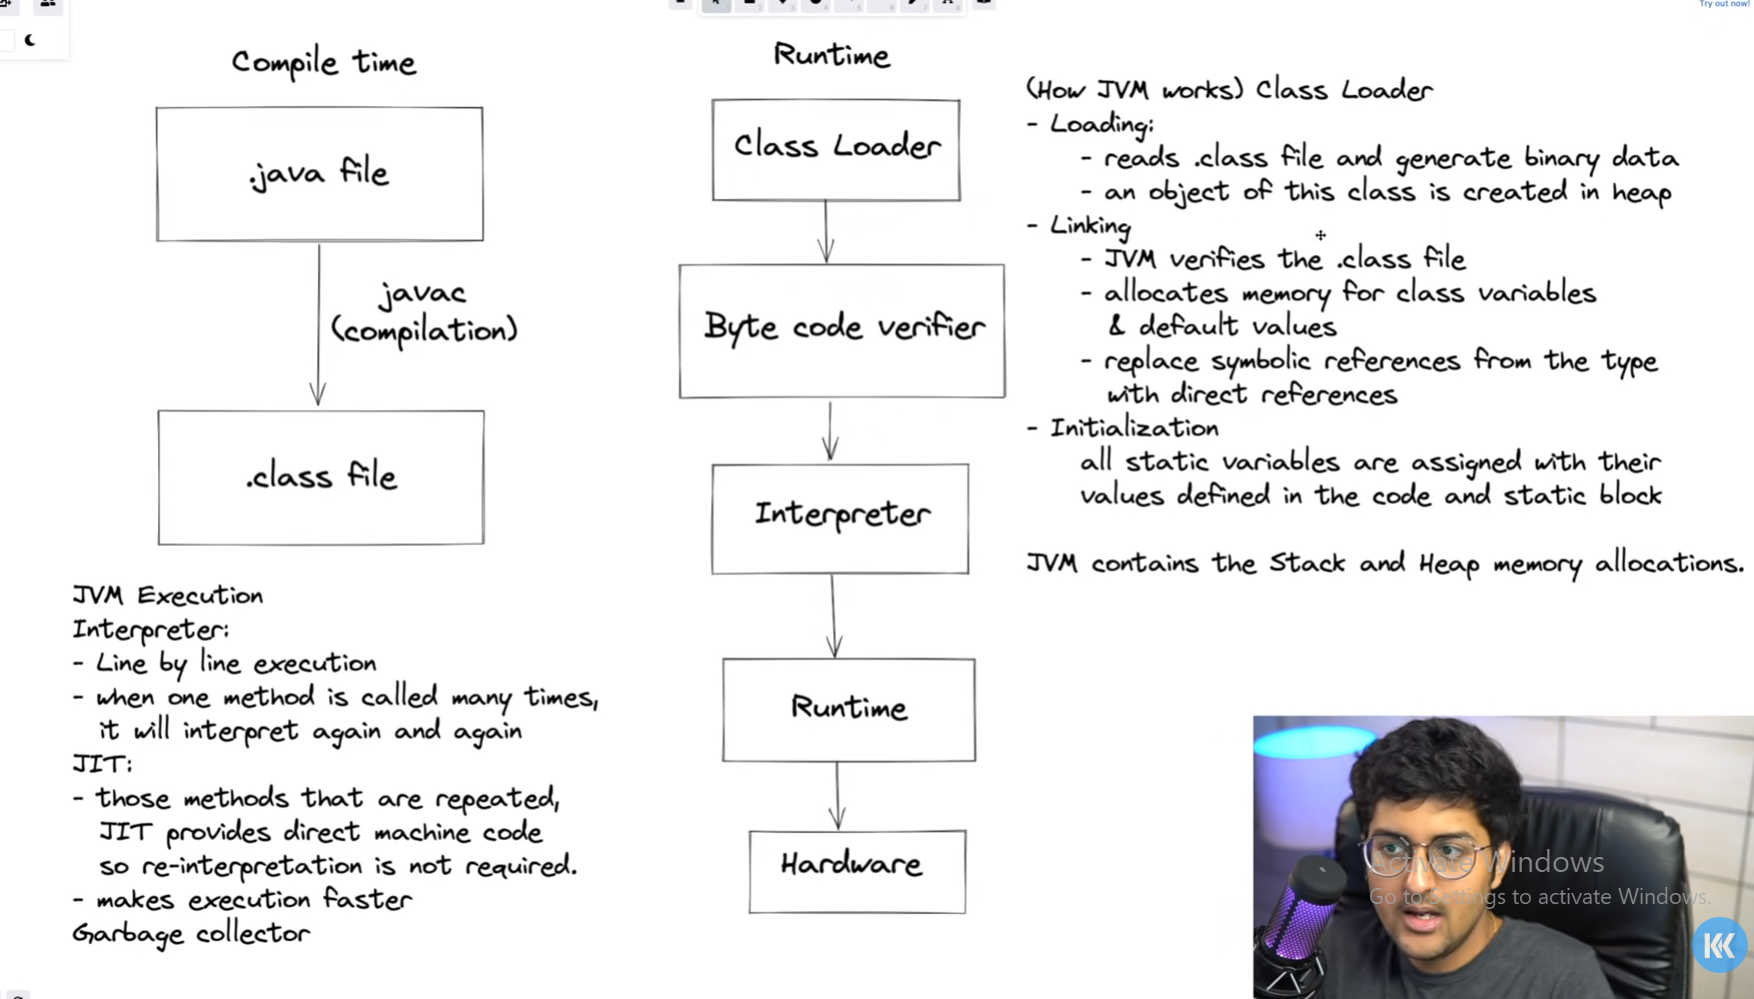 Try out now!
Compile time
.java file
javac
(compilation)
.class file
JVM Execution
Interpreter:
- Line by line execution
- when one method is called many times,
it will interpret again and again
JIT:
- those methods that are repeated,
JIT provides direct machine code
so re-interpretation is not required.
- makes execution faster
Garbage collector
Runtime
Class Loader
Byte code verifier
Interpreter
Runtime
Hardware
(How JVM works) Class Loader
- Loading:
- reads .class file and generate binary data
- an object of this class is created in heap
- Linking
- JVM verifies the .class file
- allocates memory for class variables
& default values
- replace symbolic references from the type
with direct references
- Initialization
all static variables are assigned with their
values defined in the code and static block
JVM contains the Stack and Heap memory allocations.
Activate Windows
Go to Settings to activate Windows.